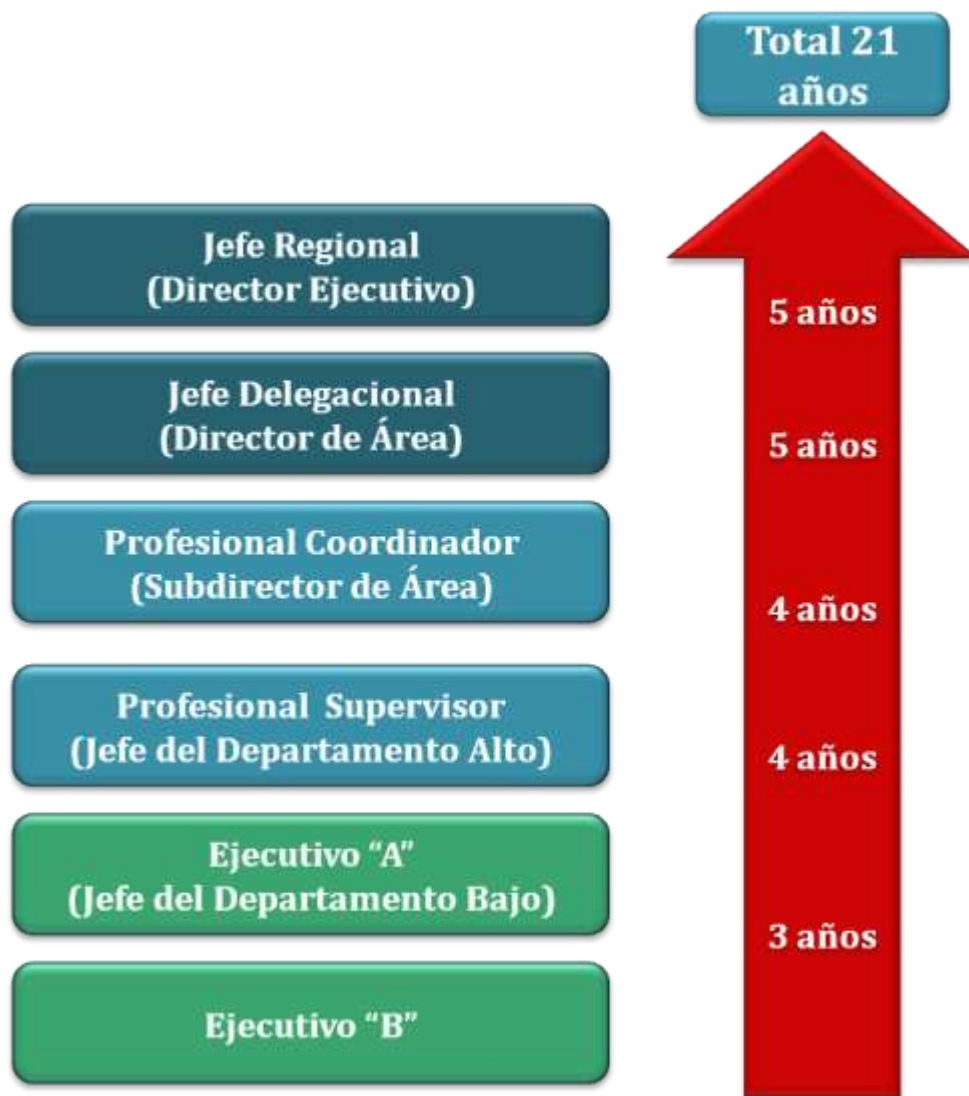 Total 21
años
Jefe Regional
(Director Ejecutivo)
5 años
Jefe Delegacional
(Director de Área)
5 años
Profesional Coordinador
(Subdirector de Área)
4 años
Profesional Supervisor
(Jefe del Departamento Alto)
4 años
Ejecutivo “A”
(Jefe del Departamento Bajo)
3 años
Ejecutivo “B”